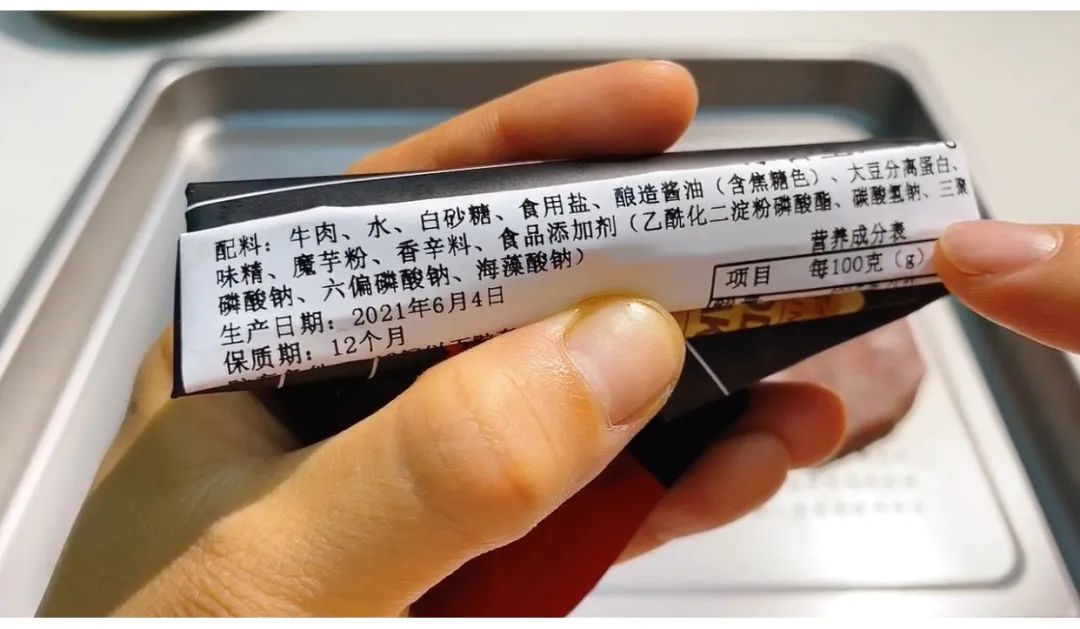 配料：牛肉、水、白砂糖、食用盐、酿造酱油（含焦糖色）、大豆分离蛋白、
味精、魔芋粉、香辛料、食品添加剂（乙酰化二淀粉磷酸酯、碳酸氢钠、三聚
磷酸钠、六偏磷酸钠、海藻酸钠）
生产日期：2021年6月4日
保质期：12个月
营养成分表
项目 每100克（g）